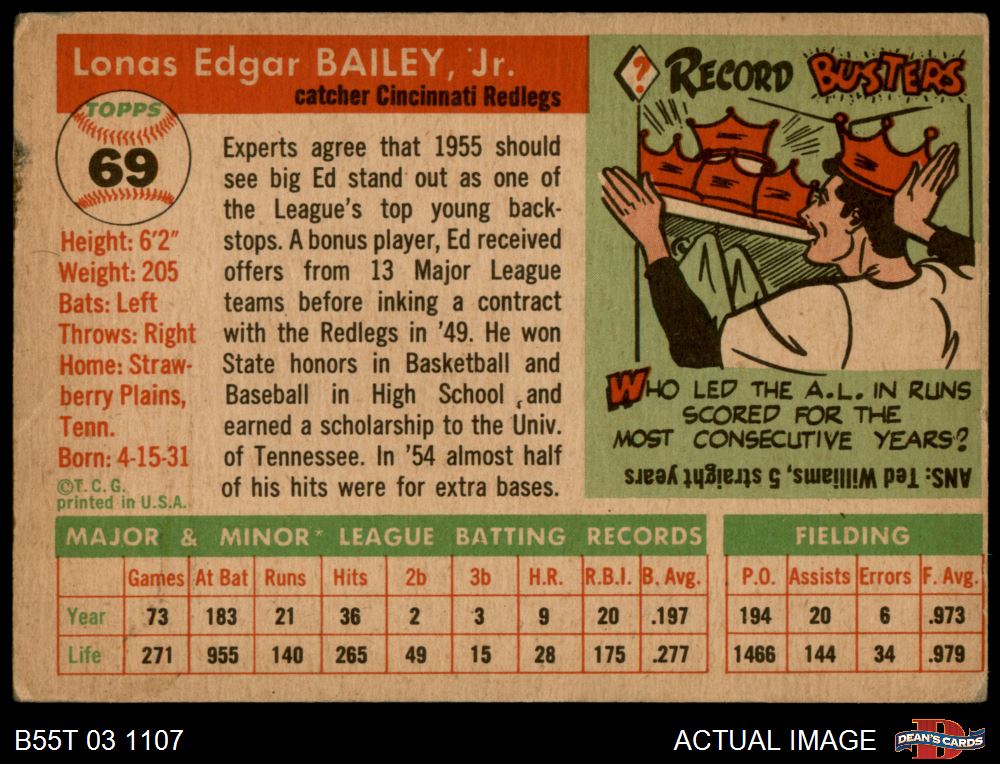 Lonas Edgar BAILEY, Jr.
catcher Cincinnati Redlegs
TOPPS
69
Height: 6'2"
Weight: 205
Bats: Left
Throws: Right
Home: Straw-
berry Plains,
Tenn.
Born: 4-15-31
©T. C. G.
printed in U.S.A.
Experts agree that 1955 should
see big Ed stand out as one of
the League's top young back-
stops. A bonus player, Ed received
offers from 13 Major League
teams before inking a contract
with the Redlegs in '49. He won
State honors in Basketball and
Baseball in High School and
earned a scholarship to the Univ.
of Tennessee. In '54 almost half
of his hits were for extra bases.
? RECORD BUSTERS
WHO LED THE A.L. IN RUNS
SCORED FOR THE
MOST CONSECUTIVE YEARS?
ANS: Ted Williams, 5 straight years
MAJOR & MINOR* LEAGUE BATTING RECORDS FIELDING
Games At Bat Runs Hits 2b 3b H.R. R.B.I. B. Avg. P.O. Assists Errors F. Avg.
Year 73 183 21 36 2 3 9 20 .197 194 20 6 .973
Life 271 955 140 265 49 15 28 175 .277 1466 144 34 .979
B55T 03 1107
ACTUAL IMAGE
D
DEAN'S CARDS